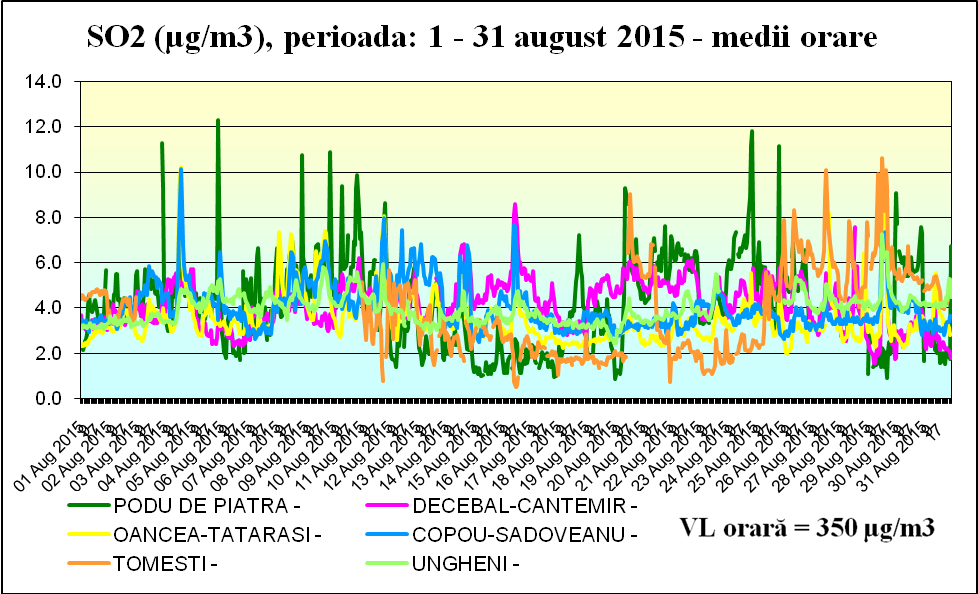 SO2 (µg/m3), perioada: 1 - 31 august 2015 - medii orare
14.0
12.0
10.0
8.0
6.0
4.0
2.0
0.0
01 Aug 2015
02 Aug 2015
03 Aug 2015
04 Aug 2015
05 Aug 2015
06 Aug 2015
07 Aug 2015
08 Aug 2015
09 Aug 2015
10 Aug 2015
11 Aug 2015
12 Aug 2015
13 Aug 2015
14 Aug 2015
15 Aug 2015
16 Aug 2015
17 Aug 2015
18 Aug 2015
19 Aug 2015
20 Aug 2015
21 Aug 2015
22 Aug 2015
23 Aug 2015
24 Aug 2015
25 Aug 2015
26 Aug 2015
27 Aug 2015
28 Aug 2015
29 Aug 2015
30 Aug 2015
31 Aug 2015
17
PODU DE PIATRA -
DECEBAL-CANTEMIR -
OANCEA-TATARASI -
COPOU-SADOVEANU -
TOMESTI -
UNGHENI -
VL orară = 350 µg/m3